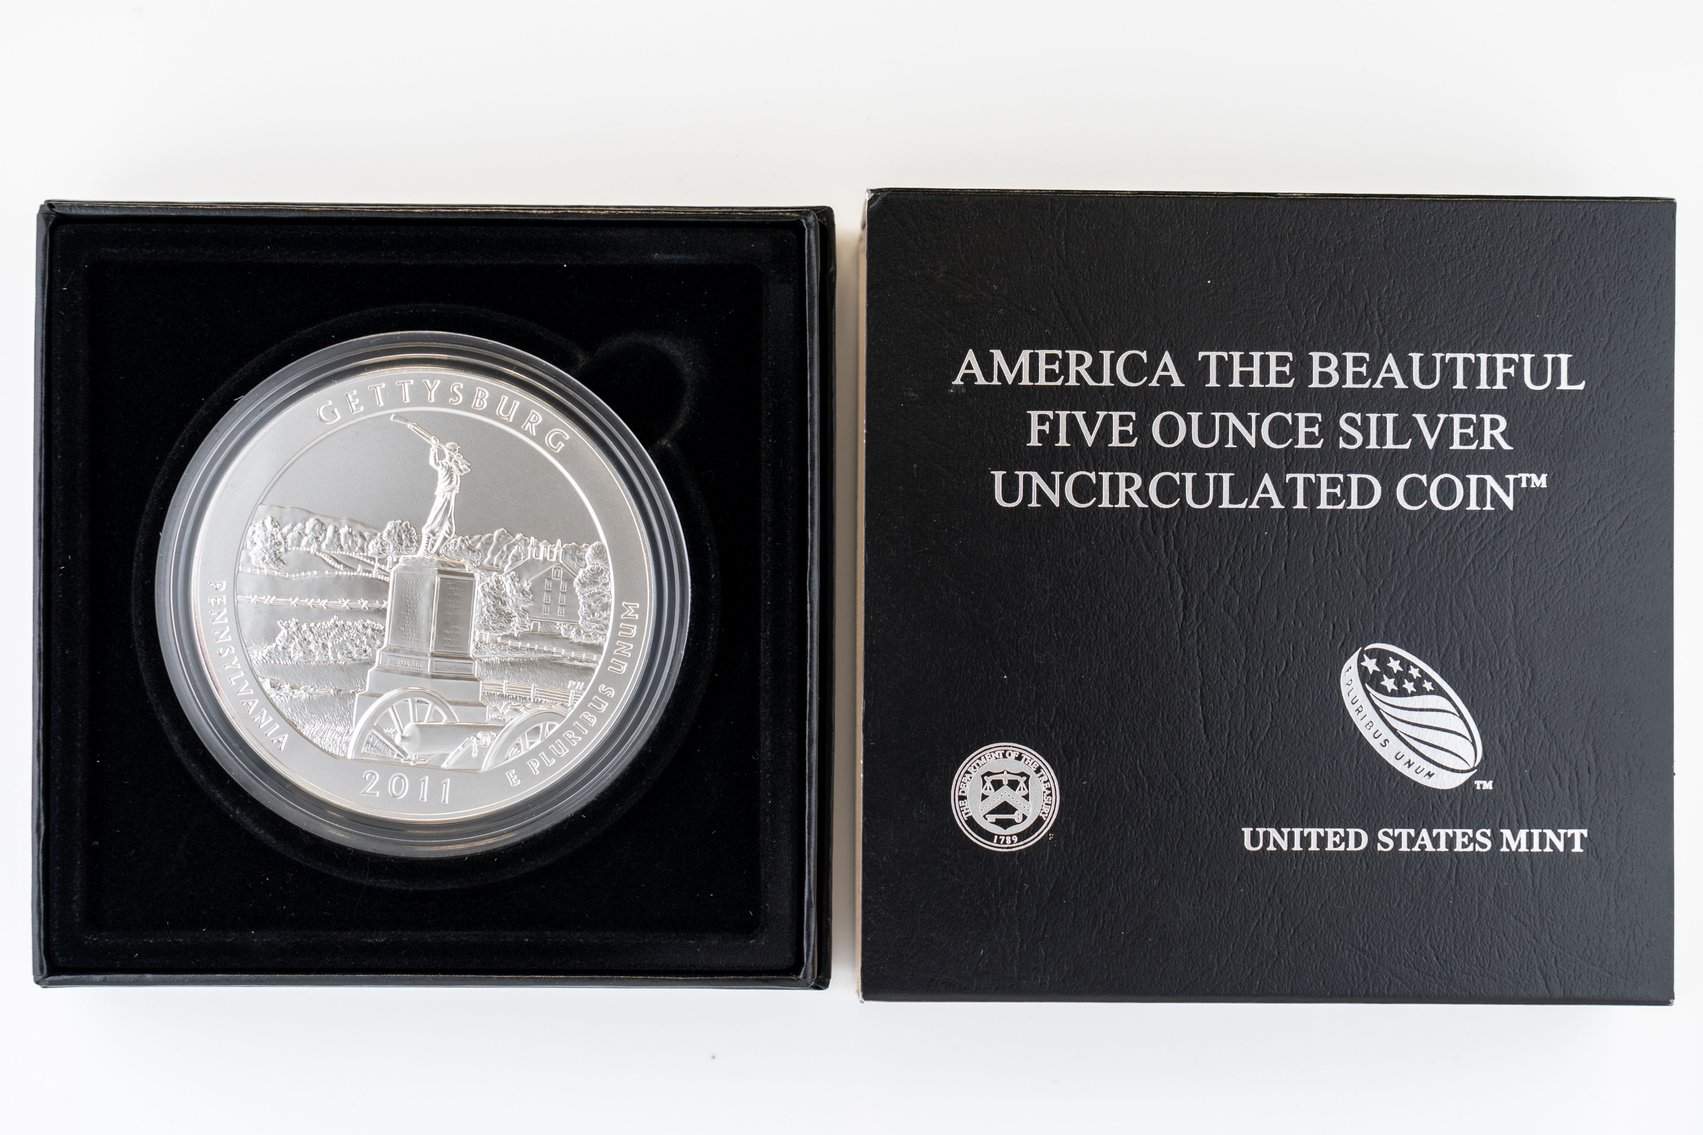 GETTYSBURG
PENNSYLVANIA
2011
E PLURIBUS UNUM
PH
AMERICA THE BEAUTIFUL
FIVE OUNCE SILVER
UNCIRCULATED COIN™
THE DEPARTMENT OF THE TREASURY
1789
E PLURIBUS UNUM
TM
UNITED STATES MINT